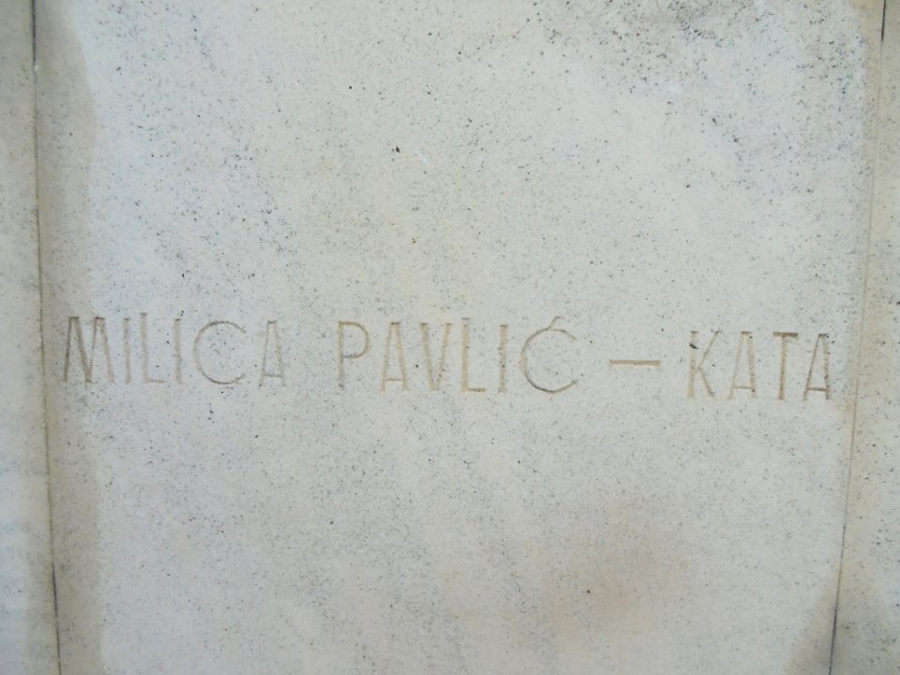 MILICA PAVLIĆ — KATA